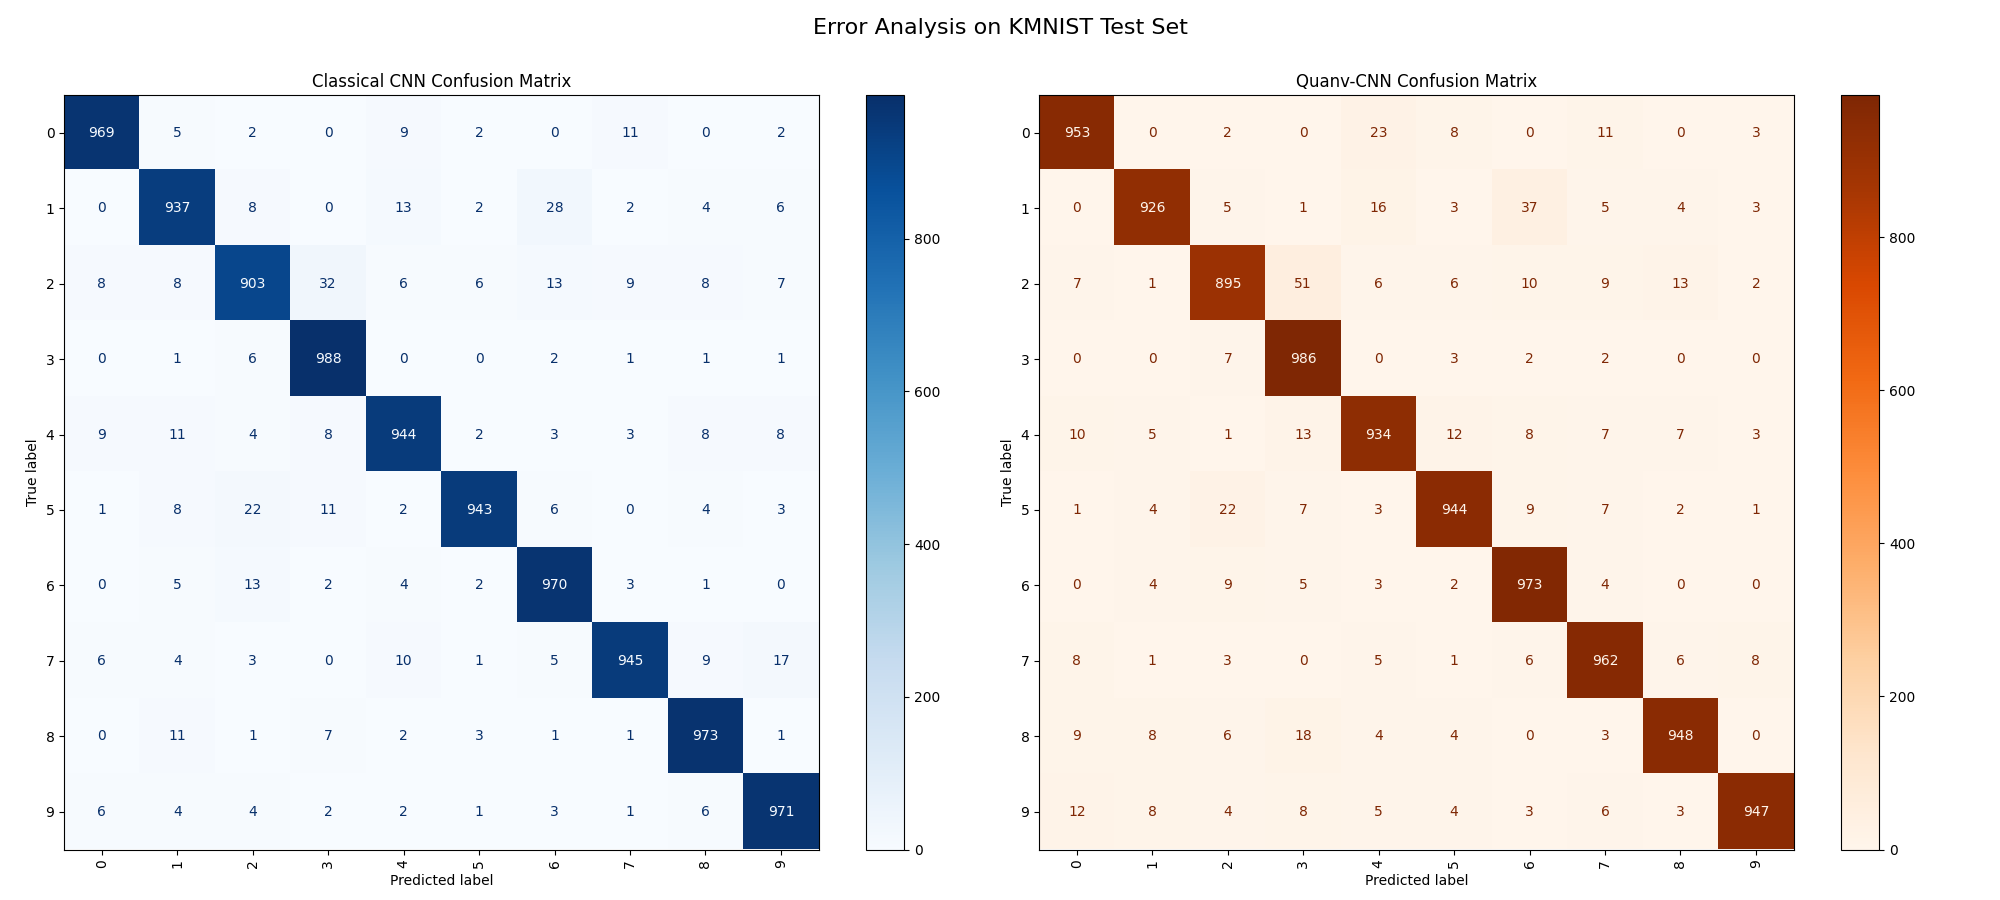 Error Analysis on KMNIST Test Set
Classical CNN Confusion Matrix
0 969 5 2 0 9 2 0 11 0 2
1 0 937 8 0 13 2 28 2 4 6
2 8 8 903 32 6 6 13 9 8 7
3 0 1 6 988 0 0 2 1 1 1
4 9 11 4 8 944 2 3 3 8 8
5 1 8 22 11 2 943 6 0 4 3
6 0 5 13 2 4 2 970 3 1 0
7 6 4 3 0 10 1 5 945 9 17
8 0 11 1 7 2 3 1 1 973 1
9 6 4 4 2 2 1 3 1 6 971
0 1 2 3 4 5 6 7 8 9
True label
Predicted label
800
600
400
200
0
Quanv-CNN Confusion Matrix
0 953 0 2 0 23 8 0 11 0 3
1 0 926 5 1 16 3 37 5 4 3
2 7 1 895 51 6 6 10 9 13 2
3 0 0 7 986 0 3 2 2 0 0
4 10 5 1 13 934 12 8 7 7 3
5 1 4 22 7 3 944 9 7 2 1
6 0 4 9 5 3 2 973 4 0 0
7 8 1 3 0 5 1 6 962 6 8
8 9 8 6 18 4 4 0 3 948 0
9 12 8 4 8 5 4 3 6 3 947
0 1 2 3 4 5 6 7 8 9
True label
Predicted label
800
600
400
200
0